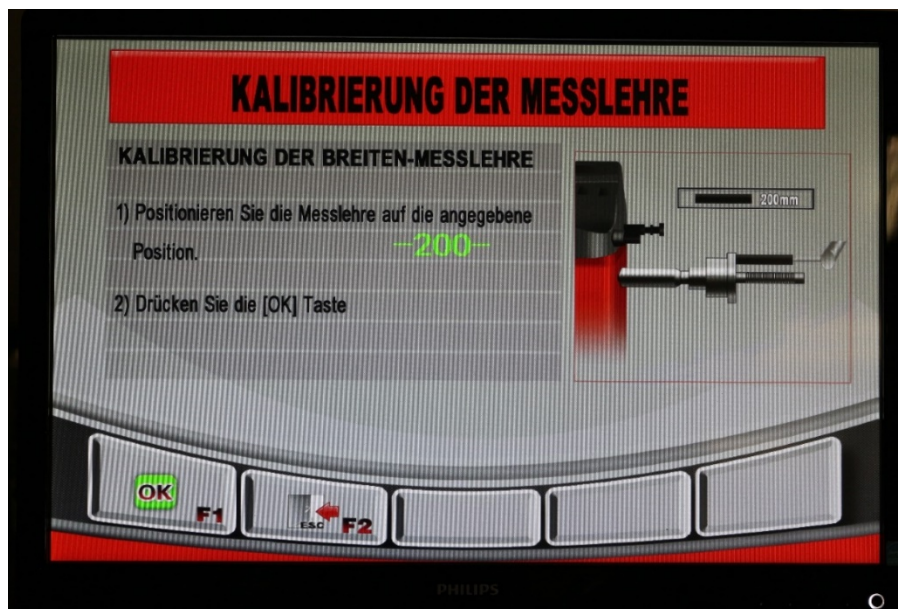 KALIBRIERUNG DER MESSLEHRE
KALIBRIERUNG DER BREITEN-MESSLEHRE
1) Positionieren Sie die Messlehre auf die angegebene
Position.
-200-
2) Drücken Sie die [OK] Taste
200mm
OK
F1
ESC
F2
PHILIPS